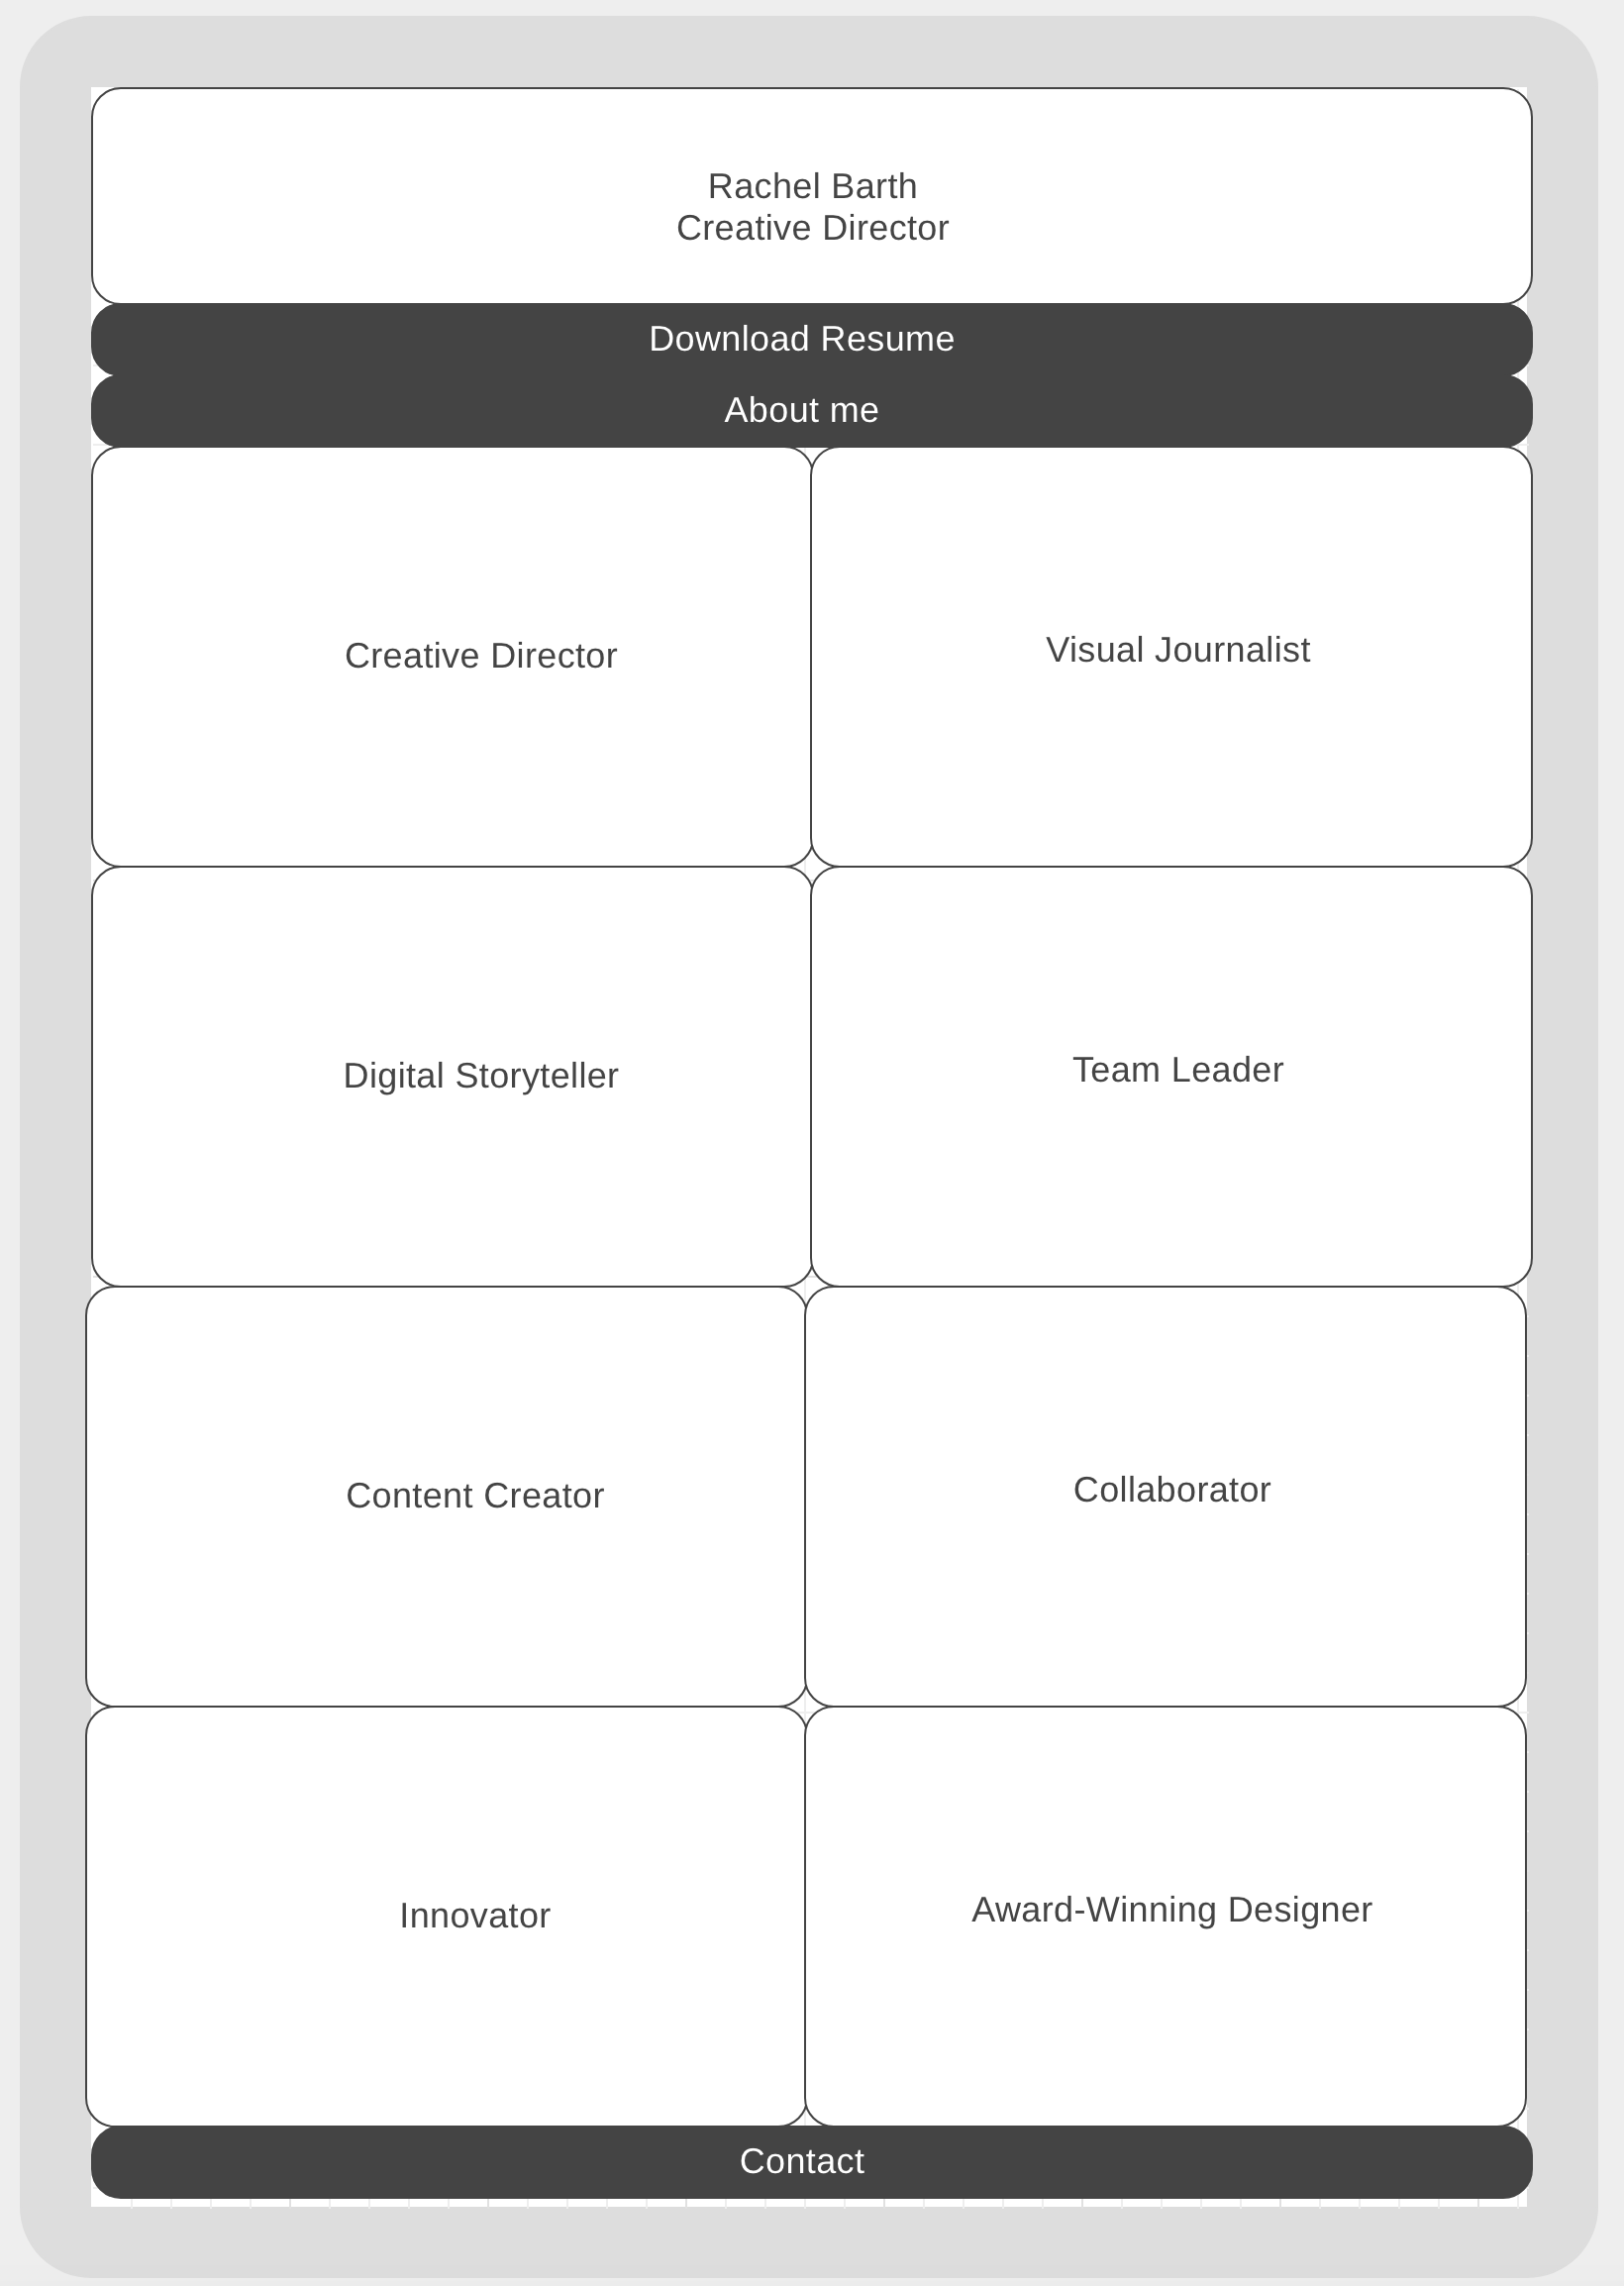 Rachel Barth
Creative Director
Download Resume
About me
Creative Director
Visual Journalist
Digital Storyteller
Team Leader
Content Creator
Collaborator
Innovator
Award-Winning Designer
Contact